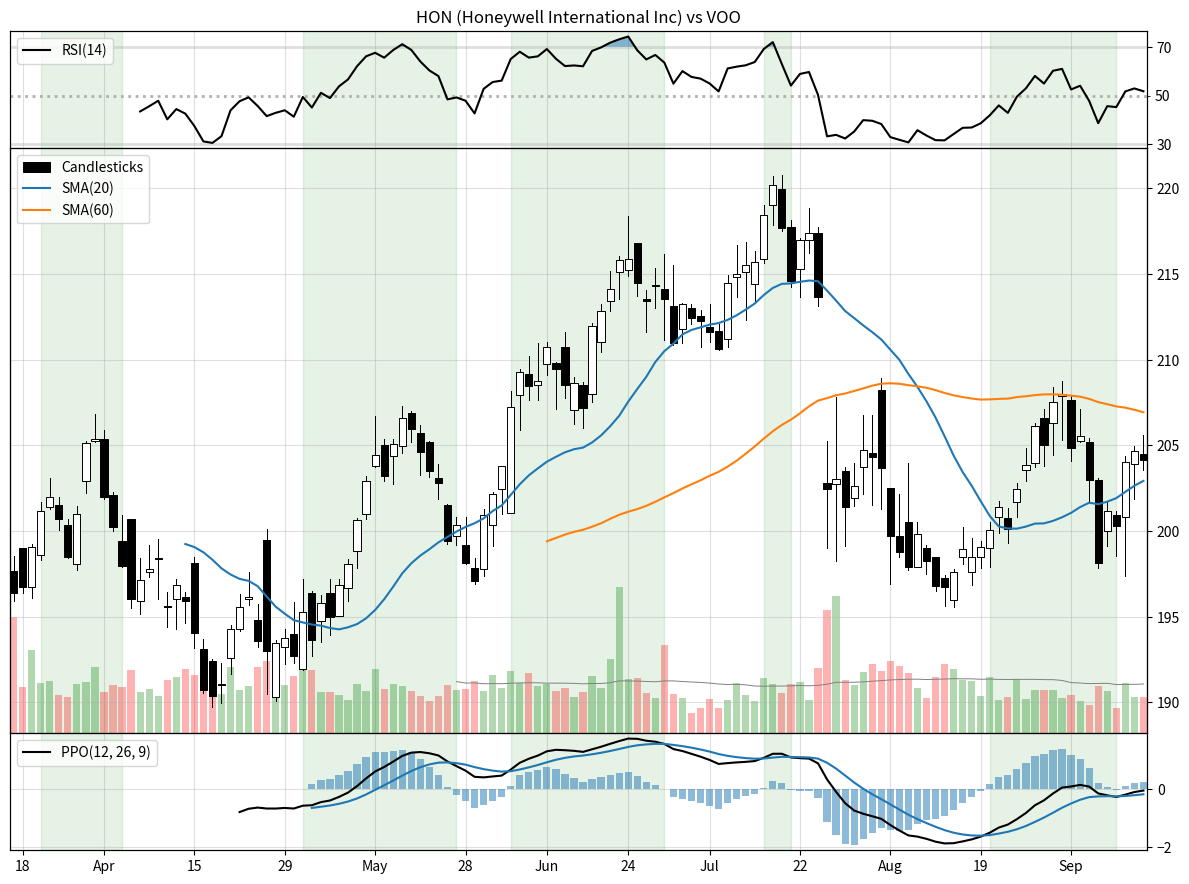 HON (Honeywell International Inc) vs VOO
RSI(14)
70
50
30
Candlesticks
SMA(20)
SMA(60)
220
215
210
205
200
195
190
PPO(12, 26, 9)
0
−2
18 Apr 15 29 May 28 Jun 24 Jul 22 Aug 19 Sep